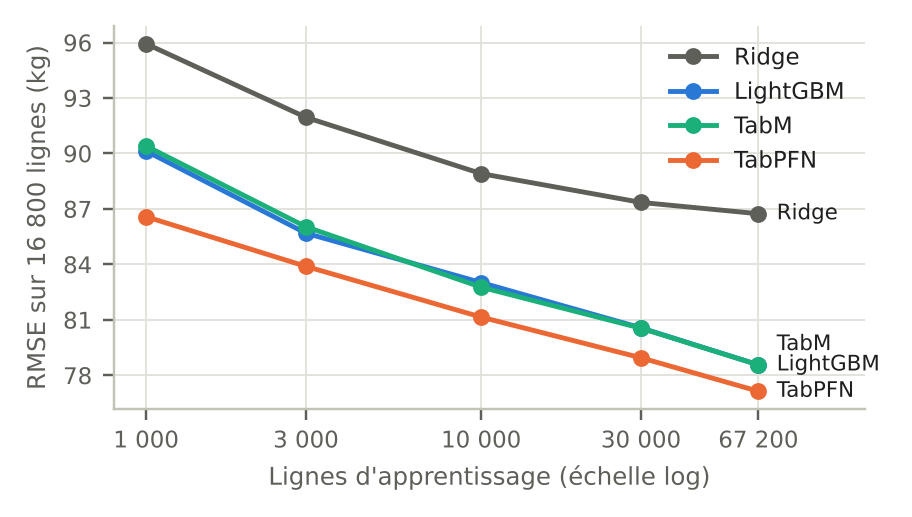 RMSE sur 16 800 lignes (kg)
96
93
90
87
84
81
78
Ridge
LightGBM
TabM
TabPFN
Ridge
TabM
LightGBM
TabPFN
1 000
3 000
10 000
30 000
67 200
Lignes d'apprentissage (échelle log)